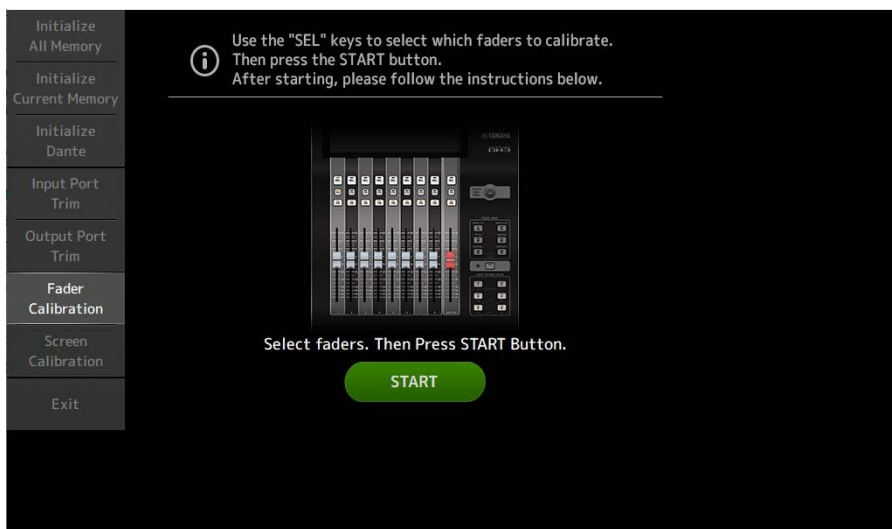 Initialize
All Memory
Initialize
Current Memory
Initialize
Dante
Input Port
Trim
Output Port
Trim
Fader
Calibration
Screen
Calibration
Exit
Use the "SEL" keys to select which faders to calibrate.
Then press the START button.
After starting, please follow the instructions below.
YAMAHA
DM3
Select faders. Then Press START Button.
START